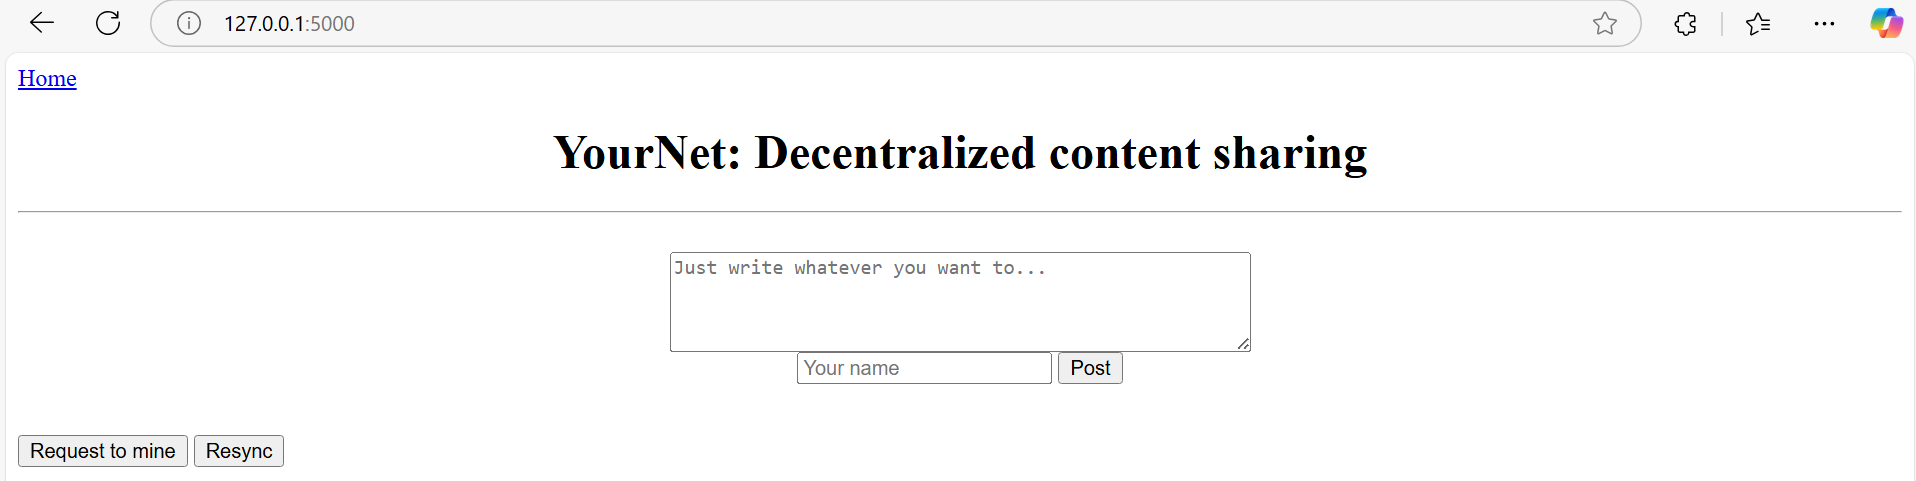 127.0.0.1:5000
Home
YourNet: Decentralized content sharing
Just write whatever you want to...
Your name Post
Request to mine Resync